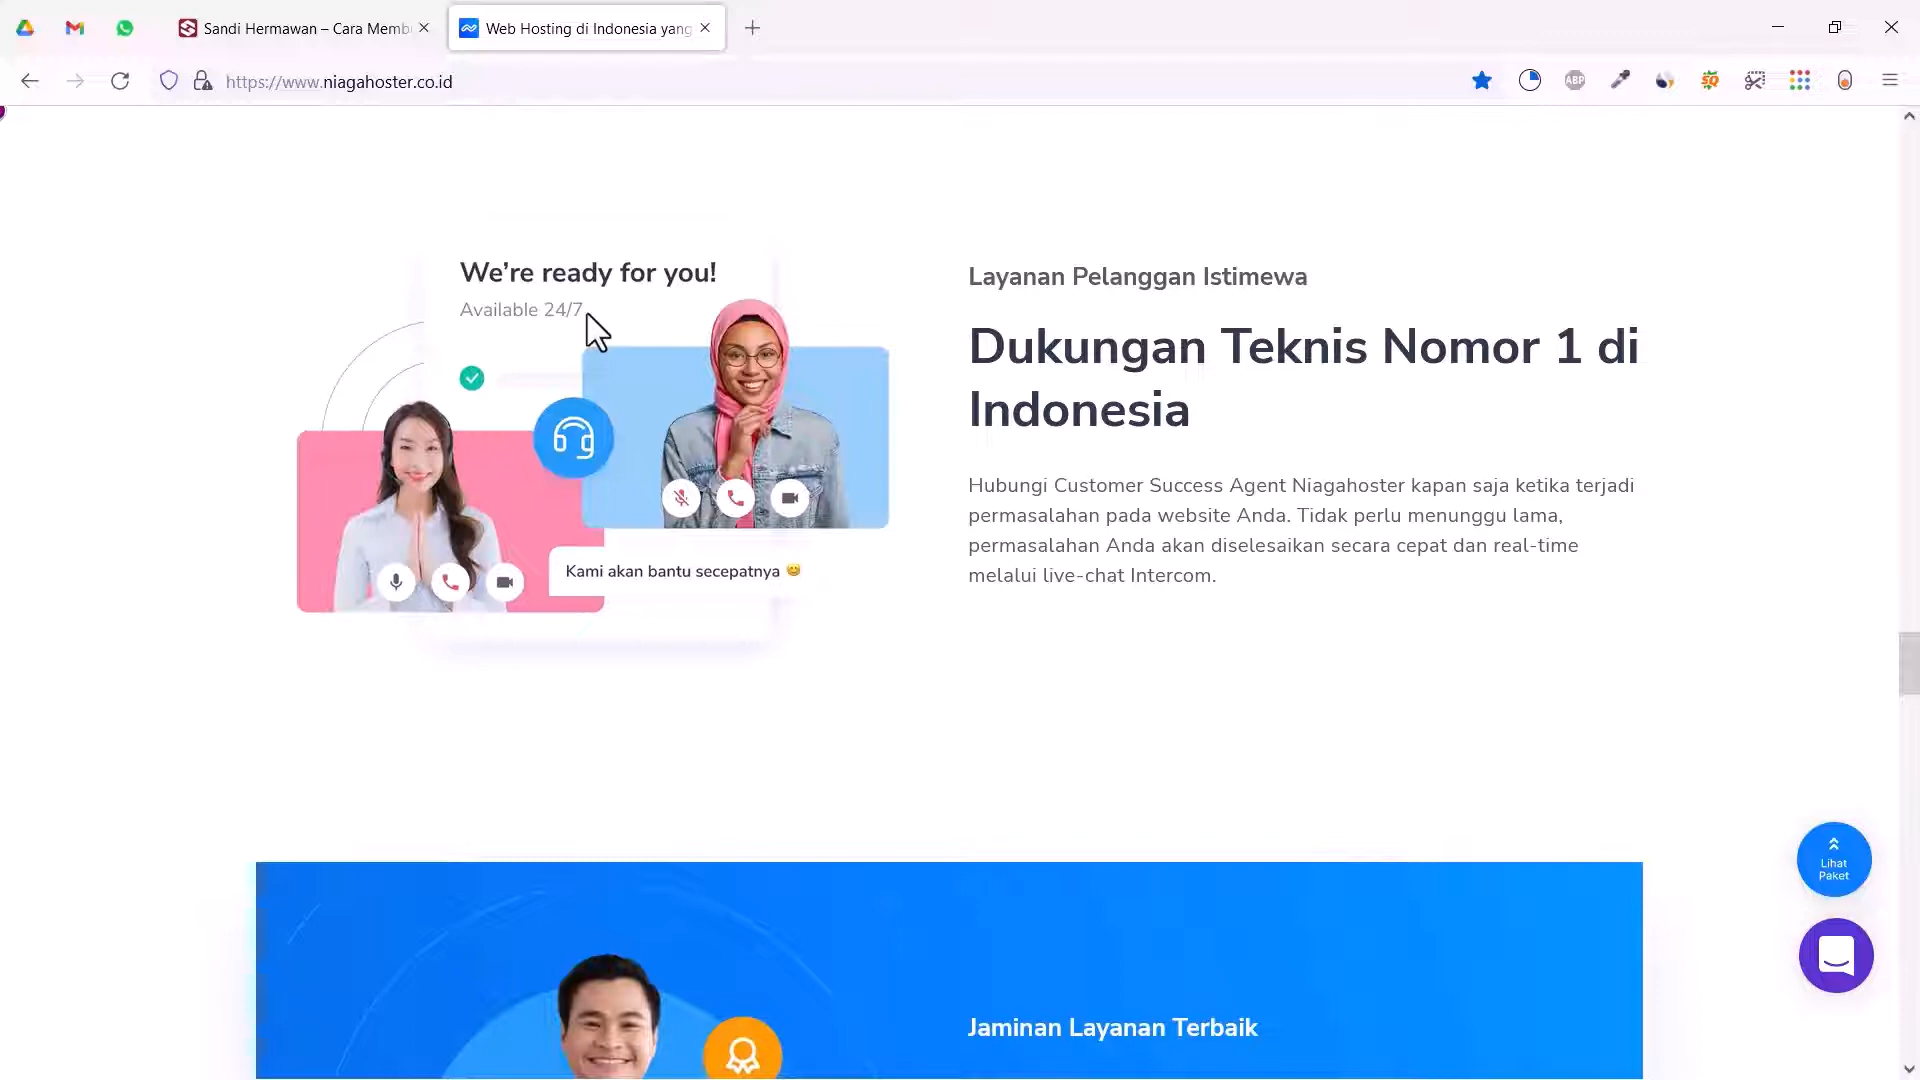 Sandi Hermawan – Cara Memb
Web Hosting di Indonesia yang
https://www.niagahoster.co.id
ABP
SQ
We're ready for you!
Available 24/7
Kami akan bantu secepatnya 😄
Layanan Pelanggan Istimewa
Dukungan Teknis Nomor 1 di
Indonesia
Hubungi Customer Success Agent Niagahoster kapan saja ketika terjadi
permasalahan pada website Anda. Tidak perlu menunggu lama,
permasalahan Anda akan diselesaikan secara cepat dan real-time
melalui live-chat Intercom.
Lihat
Paket
Jaminan Layanan Terbaik